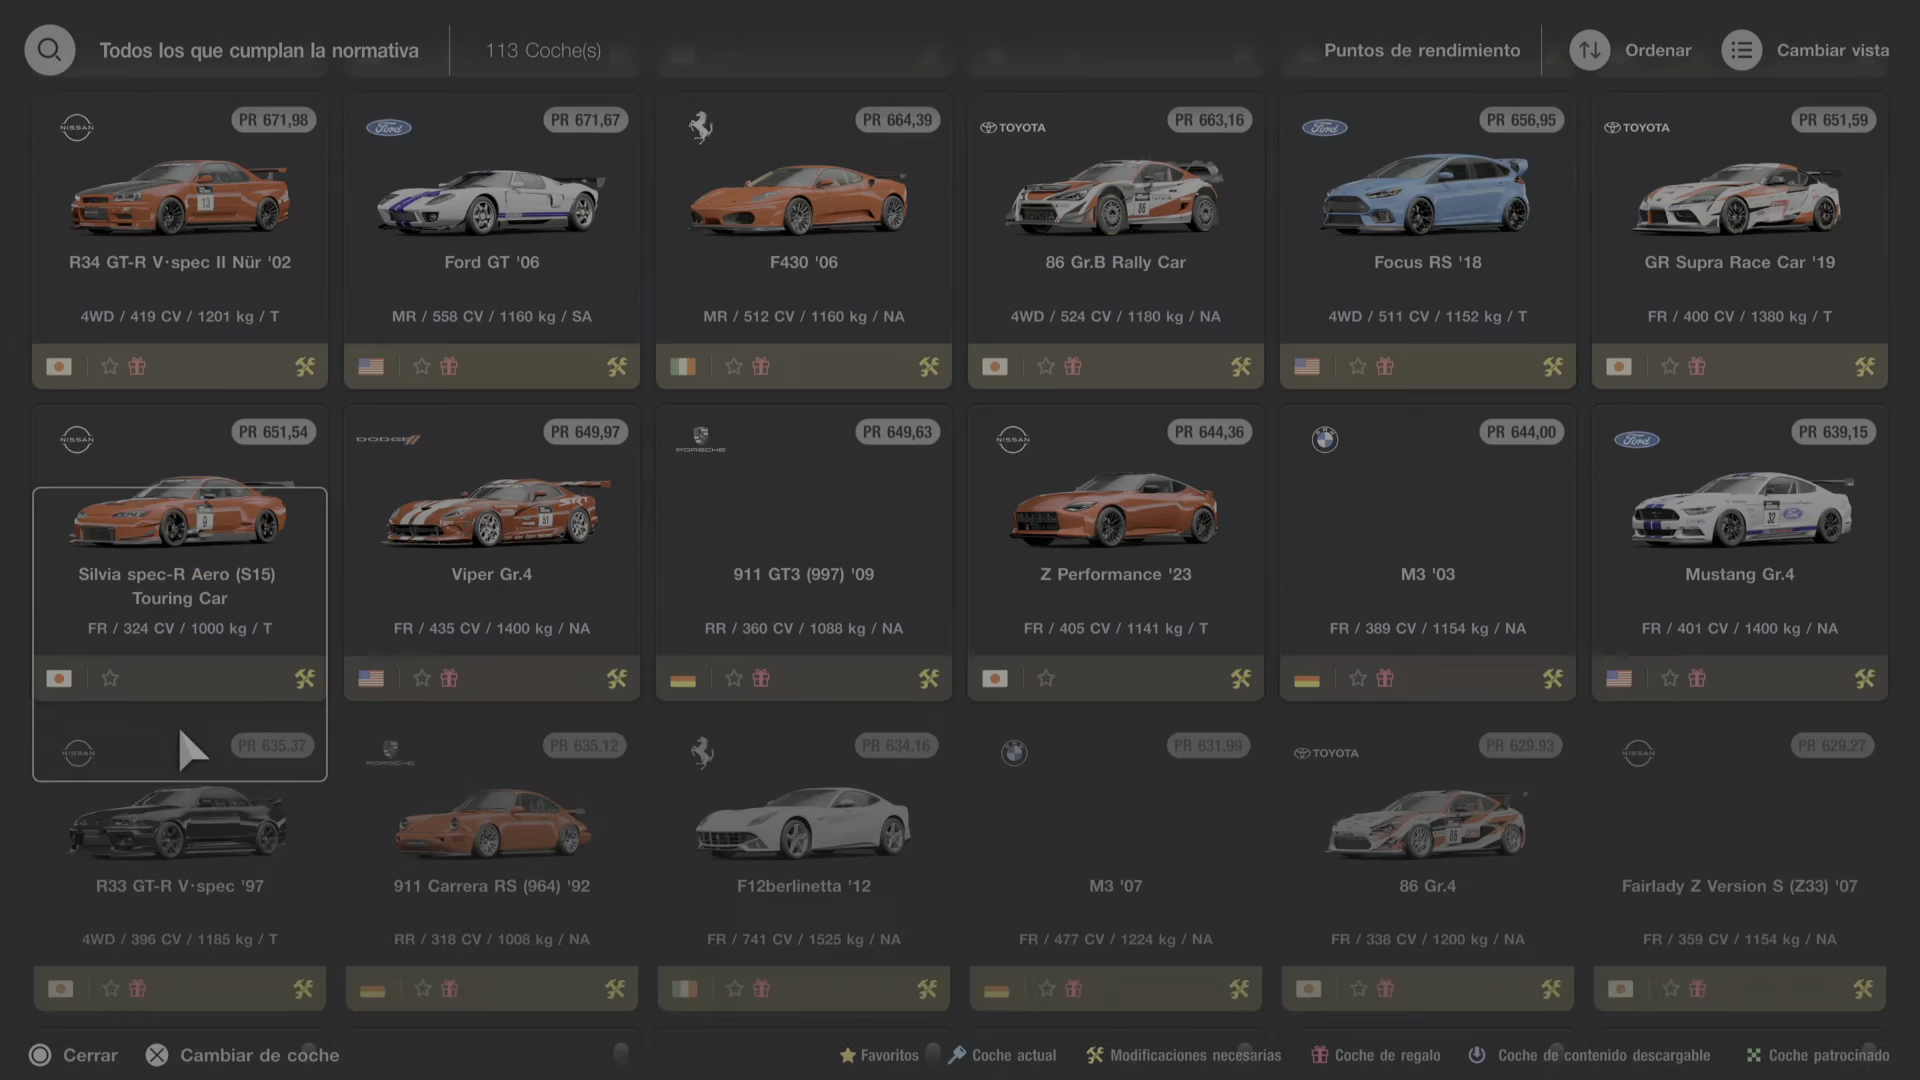 Todos los que cumplan la normativa
113 Coche(s)
Puntos de rendimiento
Ordenar
Cambiar vista
NISSAN
PR 671,98
R34 GT-R V·spec II Nür '02
4WD / 419 CV / 1201 kg / T
Ford
PR 671,67
Ford GT '06
MR / 558 CV / 1160 kg / SA
PR 664,39
F430 '06
MR / 512 CV / 1160 kg / NA
TOYOTA
PR 663,16
86 Gr.B Rally Car
4WD / 524 CV / 1180 kg / NA
Ford
PR 656,95
Focus RS '18
4WD / 511 CV / 1152 kg / T
TOYOTA
PR 651,59
GR Supra Race Car '19
FR / 400 CV / 1380 kg / T
NISSAN
PR 651,54
Silvia spec-R Aero (S15)
Touring Car
FR / 324 CV / 1000 kg / T
DODGE
PR 649,97
Viper Gr.4
FR / 435 CV / 1400 kg / NA
PORSCHE
PR 649,63
911 GT3 (997) '09
RR / 360 CV / 1088 kg / NA
NISSAN
PR 644,36
Z Performance '23
FR / 405 CV / 1141 kg / T
BMW
PR 644,00
M3 '03
FR / 389 CV / 1154 kg / NA
Ford
PR 639,15
Mustang Gr.4
FR / 401 CV / 1400 kg / NA
NISSAN
PR 635,37
R33 GT-R V·spec '97
4WD / 396 CV / 1185 kg / T
PORSCHE
PR 635,12
911 Carrera RS (964) '92
RR / 318 CV / 1008 kg / NA
PR 634,16
F12berlinetta '12
FR / 741 CV / 1525 kg / NA
PR 631,99
M3 '07
FR / 477 CV / 1224 kg / NA
TOYOTA
PR 629,93
86 Gr.4
FR / 338 CV / 1200 kg / NA
NISSAN
PR 629,27
Fairlady Z Version S (Z33) '07
FR / 359 CV / 1154 kg / NA
Cerrar
Cambiar de coche
Favoritos
Coche actual
Modificaciones necesarias
Coche de regalo
Coche de contenido descargable
Coche patrocinado